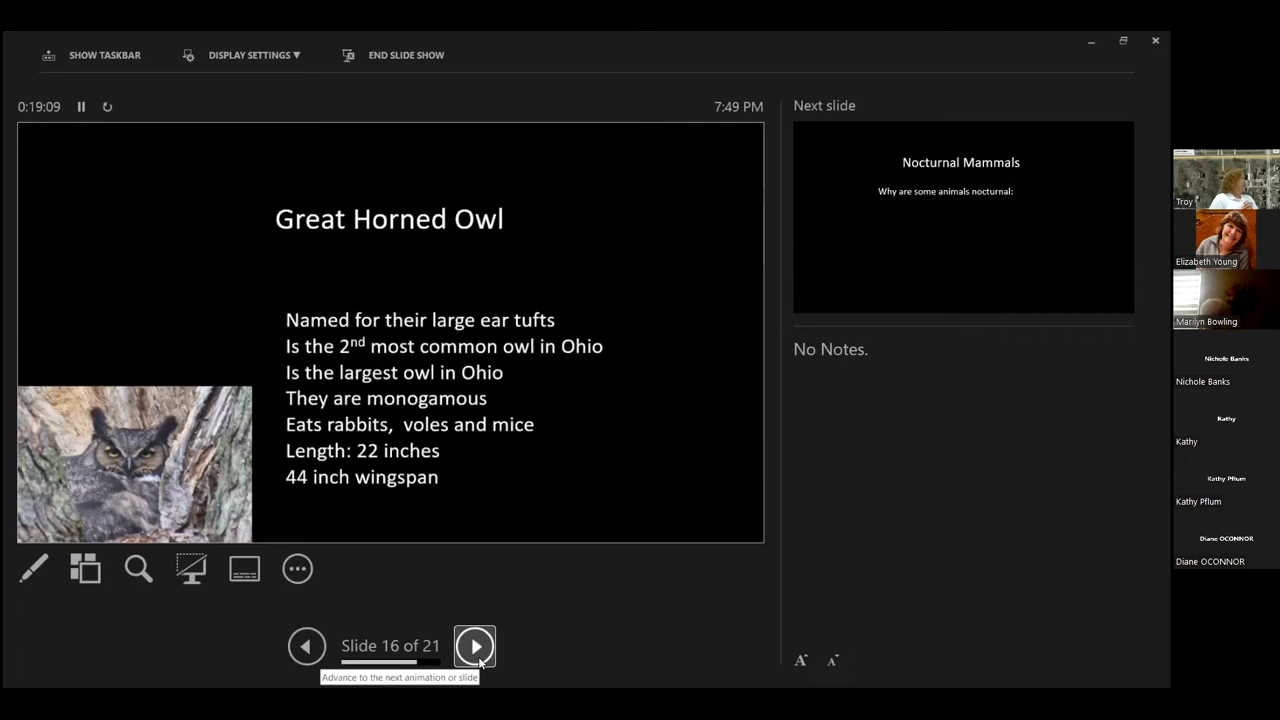 SHOW TASKBAR
DISPLAY SETTINGS ▼
END SLIDE SHOW
0:19:09
7:49 PM
Great Horned Owl
Named for their large ear tufts
Is the 2nd most common owl in Ohio
Is the largest owl in Ohio
They are monogamous
Eats rabbits, voles and mice
Length: 22 inches
44 inch wingspan
Slide 16 of 21
Advance to the next animation or slide
Next slide
Nocturnal Mammals
Why are some animals nocturnal:
No Notes.
A
A
Troy
Elizabeth Young
Marilyn Bowling
Nichole Banks
Nichole Banks
Kathy
Kathy
Kathy Pflum
Kathy Pflum
Diane OCONNOR
Diane OCONNOR